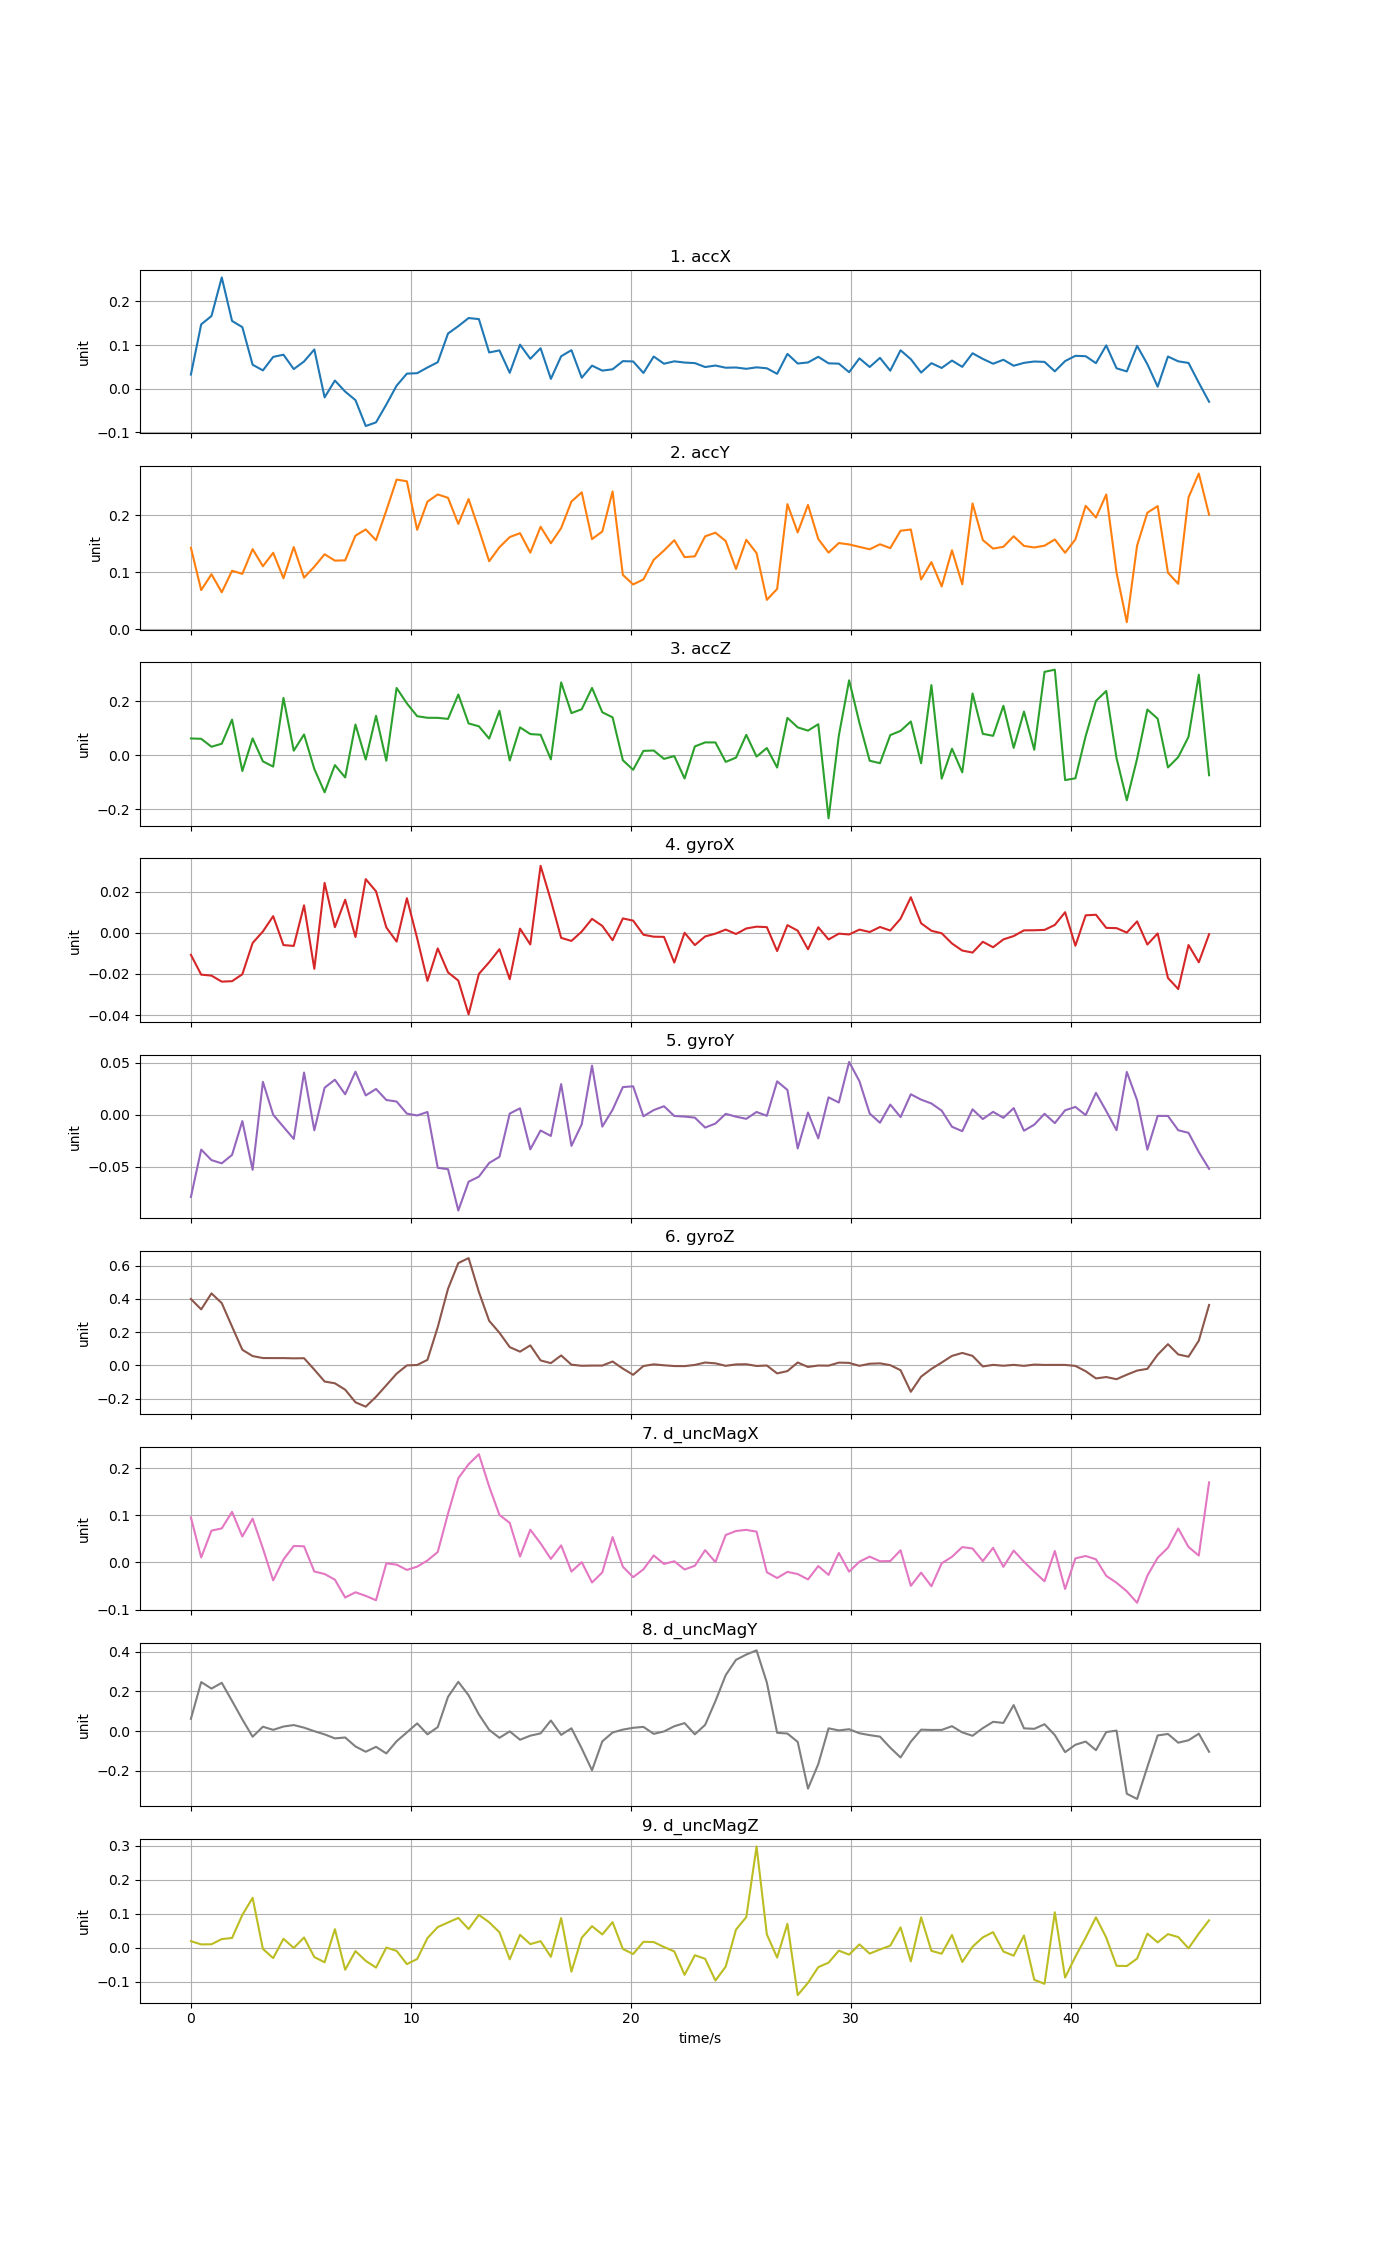 1. accX
0.2
0.1
0.0
−0.1
unit
2. accY
0.2
0.1
0.0
unit
3. accZ
0.2
0.0
−0.2
unit
4. gyroX
0.02
0.00
−0.02
−0.04
unit
5. gyroY
0.05
0.00
−0.05
unit
6. gyroZ
0.6
0.4
0.2
0.0
−0.2
unit
7. d_uncMagX
0.2
0.1
0.0
−0.1
unit
8. d_uncMagY
0.4
0.2
0.0
−0.2
unit
9. d_uncMagZ
0.3
0.2
0.1
0.0
−0.1
unit
0 10 20 30 40
time/s